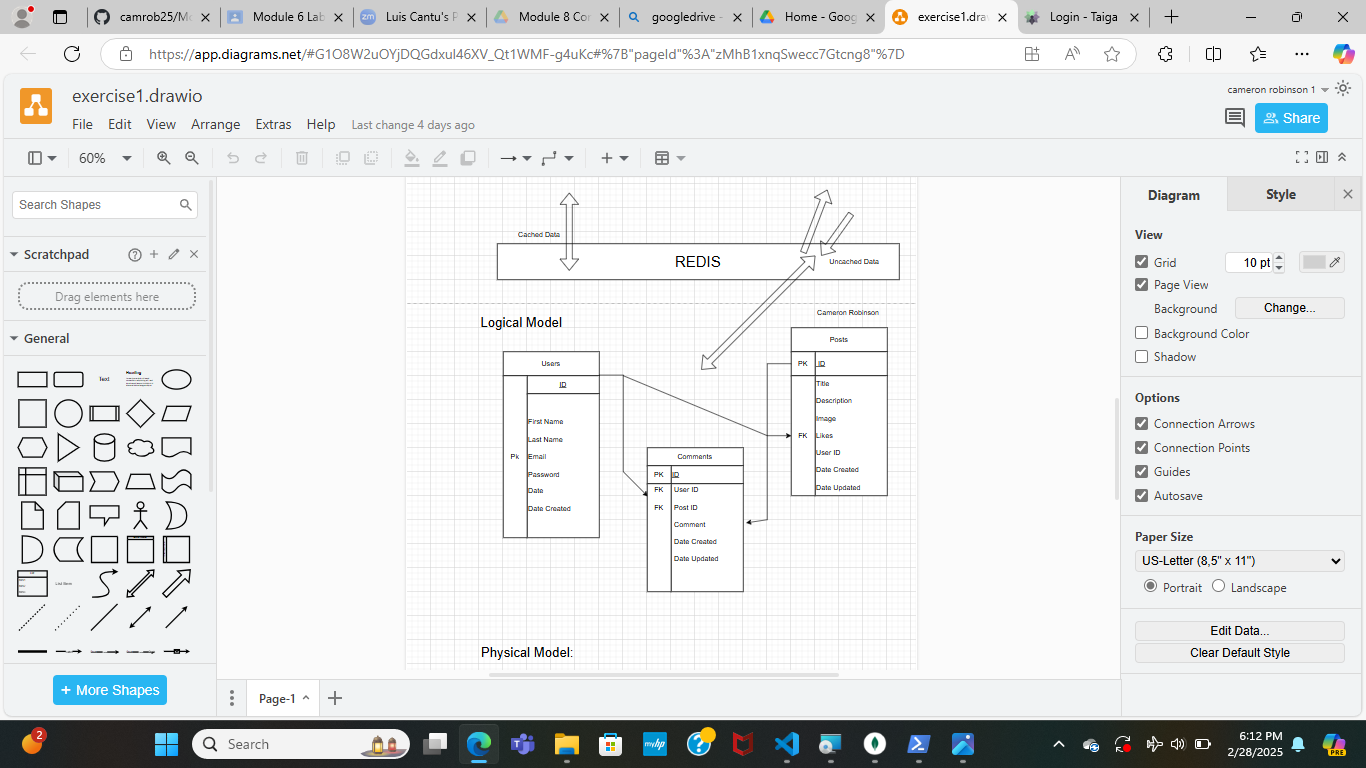 camrob25/Mo
Module 6 Lab
Luis Cantu's P
Module 8 Cor
googledrive -
Home - Goog
exercise1.draw
Login - Taiga
https://app.diagrams.net/#G1O8W2uOYjDQGdxuI46XV_Qt1WMF-g4uKc#%7B"pageId"%3A"zMhB1xnqSwecc7Gtcng8"%7D
exercise1.drawio
cameron robinson 1
File Edit View Arrange Extras Help Last change 4 days ago
Share
60%
Search Shapes
Scratchpad
Drag elements here
General
Text
Heading
List Item
+ More Shapes
Cached Data
REDIS
Uncached Data
Logical Model
Cameron Robinson
Users
ID
First Name
Last Name
Pk Email
Password
Date
Date Created
Comments
PK ID
FK User ID
FK Post ID
Comment
Date Created
Date Updated
Posts
PK ID
Title
Description
Image
FK Likes
User ID
Date Created
Date Updated
Physical Model:
Page-1
Diagram Style
View
Grid 10 pt
Page View
Background Change...
Background Color
Shadow
Options
Connection Arrows
Connection Points
Guides
Autosave
Paper Size
US-Letter (8,5" x 11")
Portrait Landscape
Edit Data...
Clear Default Style
2
Search
myhp
PRE
6:12 PM
2/28/2025